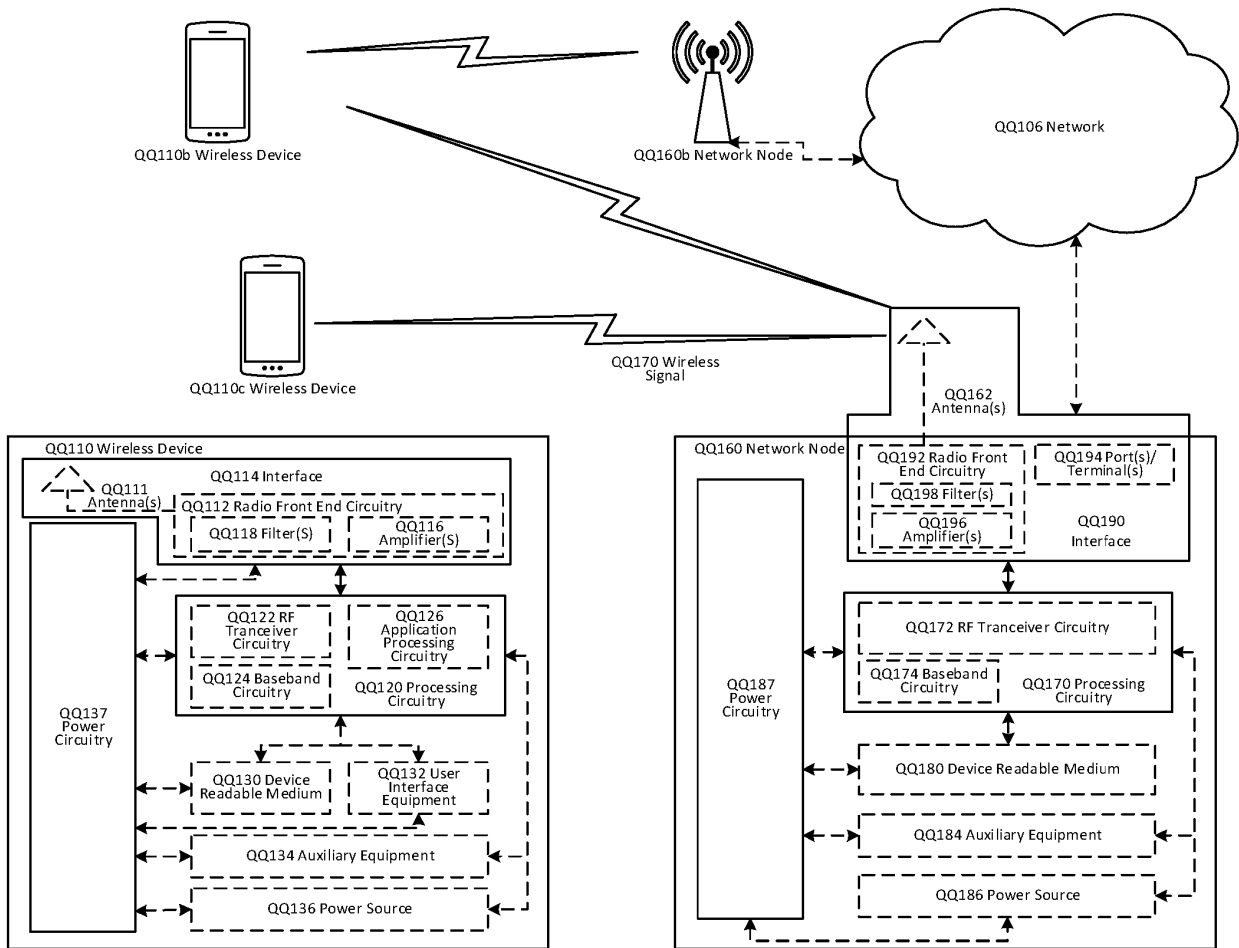 QQ110b Wireless Device
QQ160b Network Node
QQ106 Network
QQ110c Wireless Device
QQ170 Wireless
Signal
QQ162
Antenna(s)
QQ110 Wireless Device
QQ114 Interface
QQ111
Antenna(s)
QQ112 Radio Front End Circuitry
QQ118 Filter(S)
QQ116
Amplifier(S)
QQ122 RF
Tranceiver
Circuitry
QQ126
Application
Processing
Circuitry
QQ124 Baseband
Circuitry
QQ120 Processing
Circuitry
QQ137
Power
Circuitry
QQ130 Device
Readable Medium
QQ132 User
Interface
Equipment
QQ134 Auxiliary Equipment
QQ136 Power Source
QQ160 Network Node
QQ192 Radio Front
End Circuitry
QQ194 Port(s)/
Terminal(s)
QQ198 Filter(s)
QQ196
Amplifier(s)
QQ190
Interface
QQ172 RF Tranceiver Circuitry
QQ174 Baseband
Circuitry
QQ170 Processing
Circuitry
QQ187
Power
Circuitry
QQ180 Device Readable Medium
QQ184 Auxiliary Equipment
QQ186 Power Source